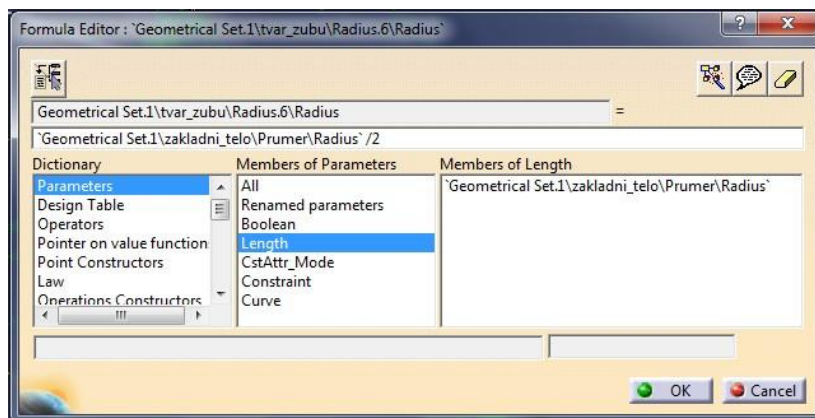 Formula Editor : `Geometrical Set.1\tvar_zubu\Radius.6\Radius`
Geometrical Set.1\tvar_zubu\Radius.6\Radius =
`Geometrical Set.1\zakladni_telo\Prumer\Radius` /2
Dictionary Members of Parameters Members of Length
Parameters All `Geometrical Set.1\zakladni_telo\Prumer\Radius`
Design Table Renamed parameters
Operators Boolean
Pointer on value function Length
Point Constructors CstAttr_Mode
Law Constraint
Operations Constructors Curve
OK Cancel